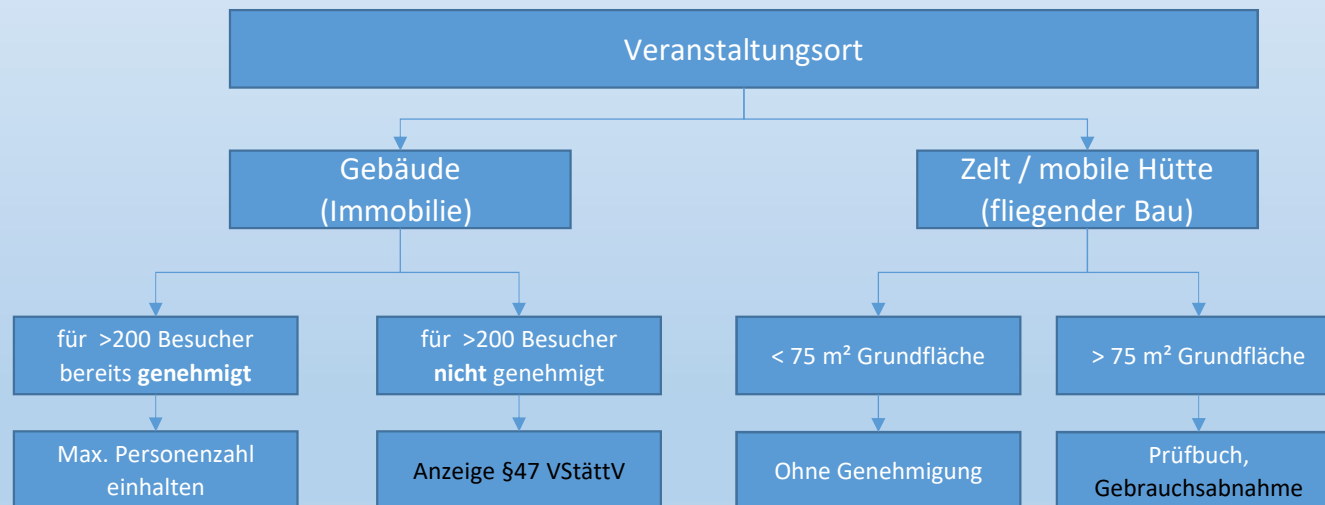 Veranstaltungsort
Gebäude
(Immobilie)
Zelt / mobile Hütte
(fliegender Bau)
für >200 Besucher
bereits genehmigt
für >200 Besucher
nicht genehmigt
< 75 m² Grundfläche
> 75 m² Grundfläche
Max. Personenzahl
einhalten
Anzeige §47 VStättV
Ohne Genehmigung
Prüfbuch,
Gebrauchsabnahme